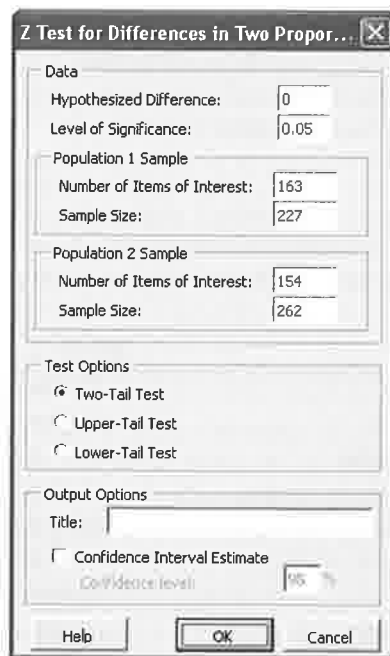 Z Test for Differences in Two Propor...
Data
Hypothesized Difference: 0
Level of Significance: 0.05
Population 1 Sample
Number of Items of Interest: 163
Sample Size: 227
Population 2 Sample
Number of Items of Interest: 154
Sample Size: 262
Test Options
Two-Tail Test
Upper-Tail Test
Lower-Tail Test
Output Options
Title:
Confidence Interval Estimate
Confidence level: 95 %
Help OK Cancel